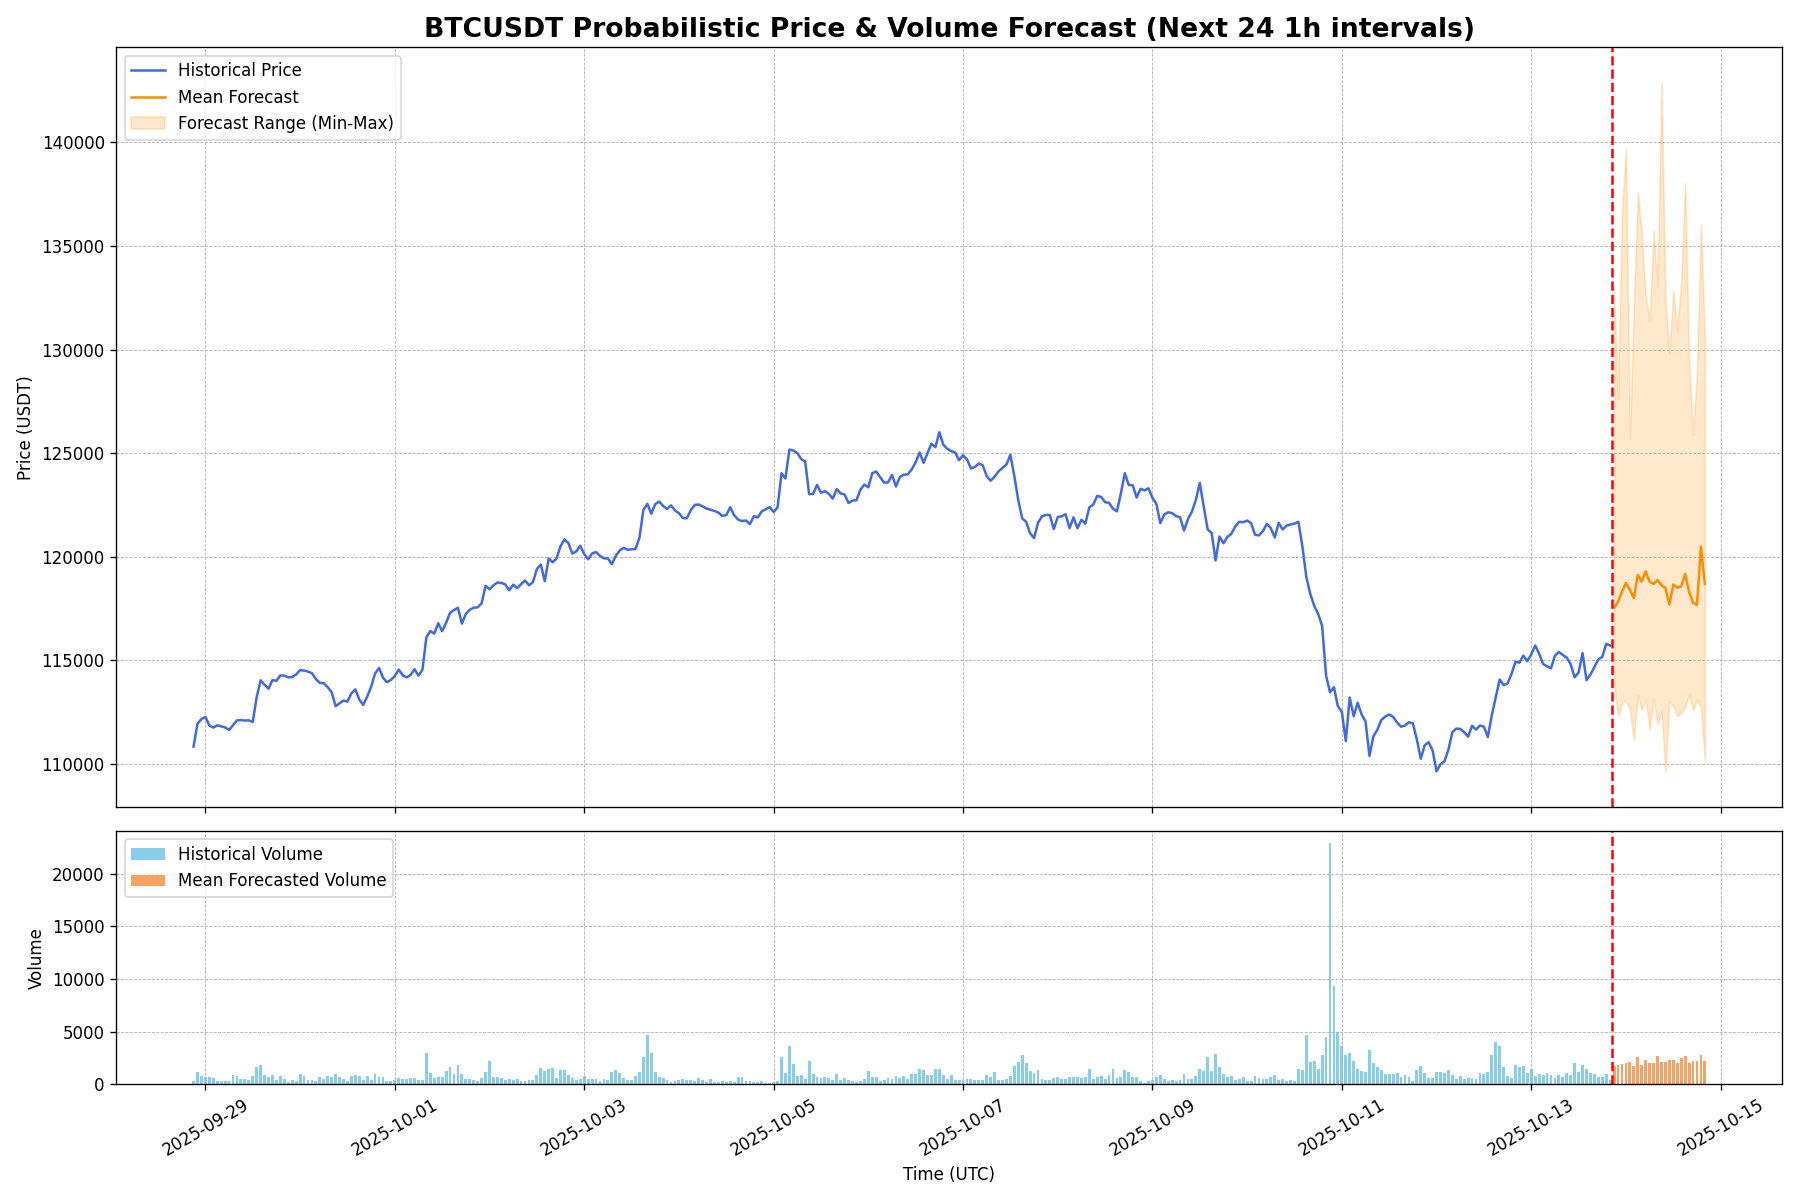 BTCUSDT Probabilistic Price & Volume Forecast (Next 24 1h intervals)
Historical Price
Mean Forecast
Forecast Range (Min-Max)
140000
135000
130000
125000
120000
115000
110000
Price (USDT)
Historical Volume
Mean Forecasted Volume
20000
15000
10000
5000
0
Volume
2025-09-29
2025-10-01
2025-10-03
2025-10-05
2025-10-07
2025-10-09
2025-10-11
2025-10-13
2025-10-15
Time (UTC)